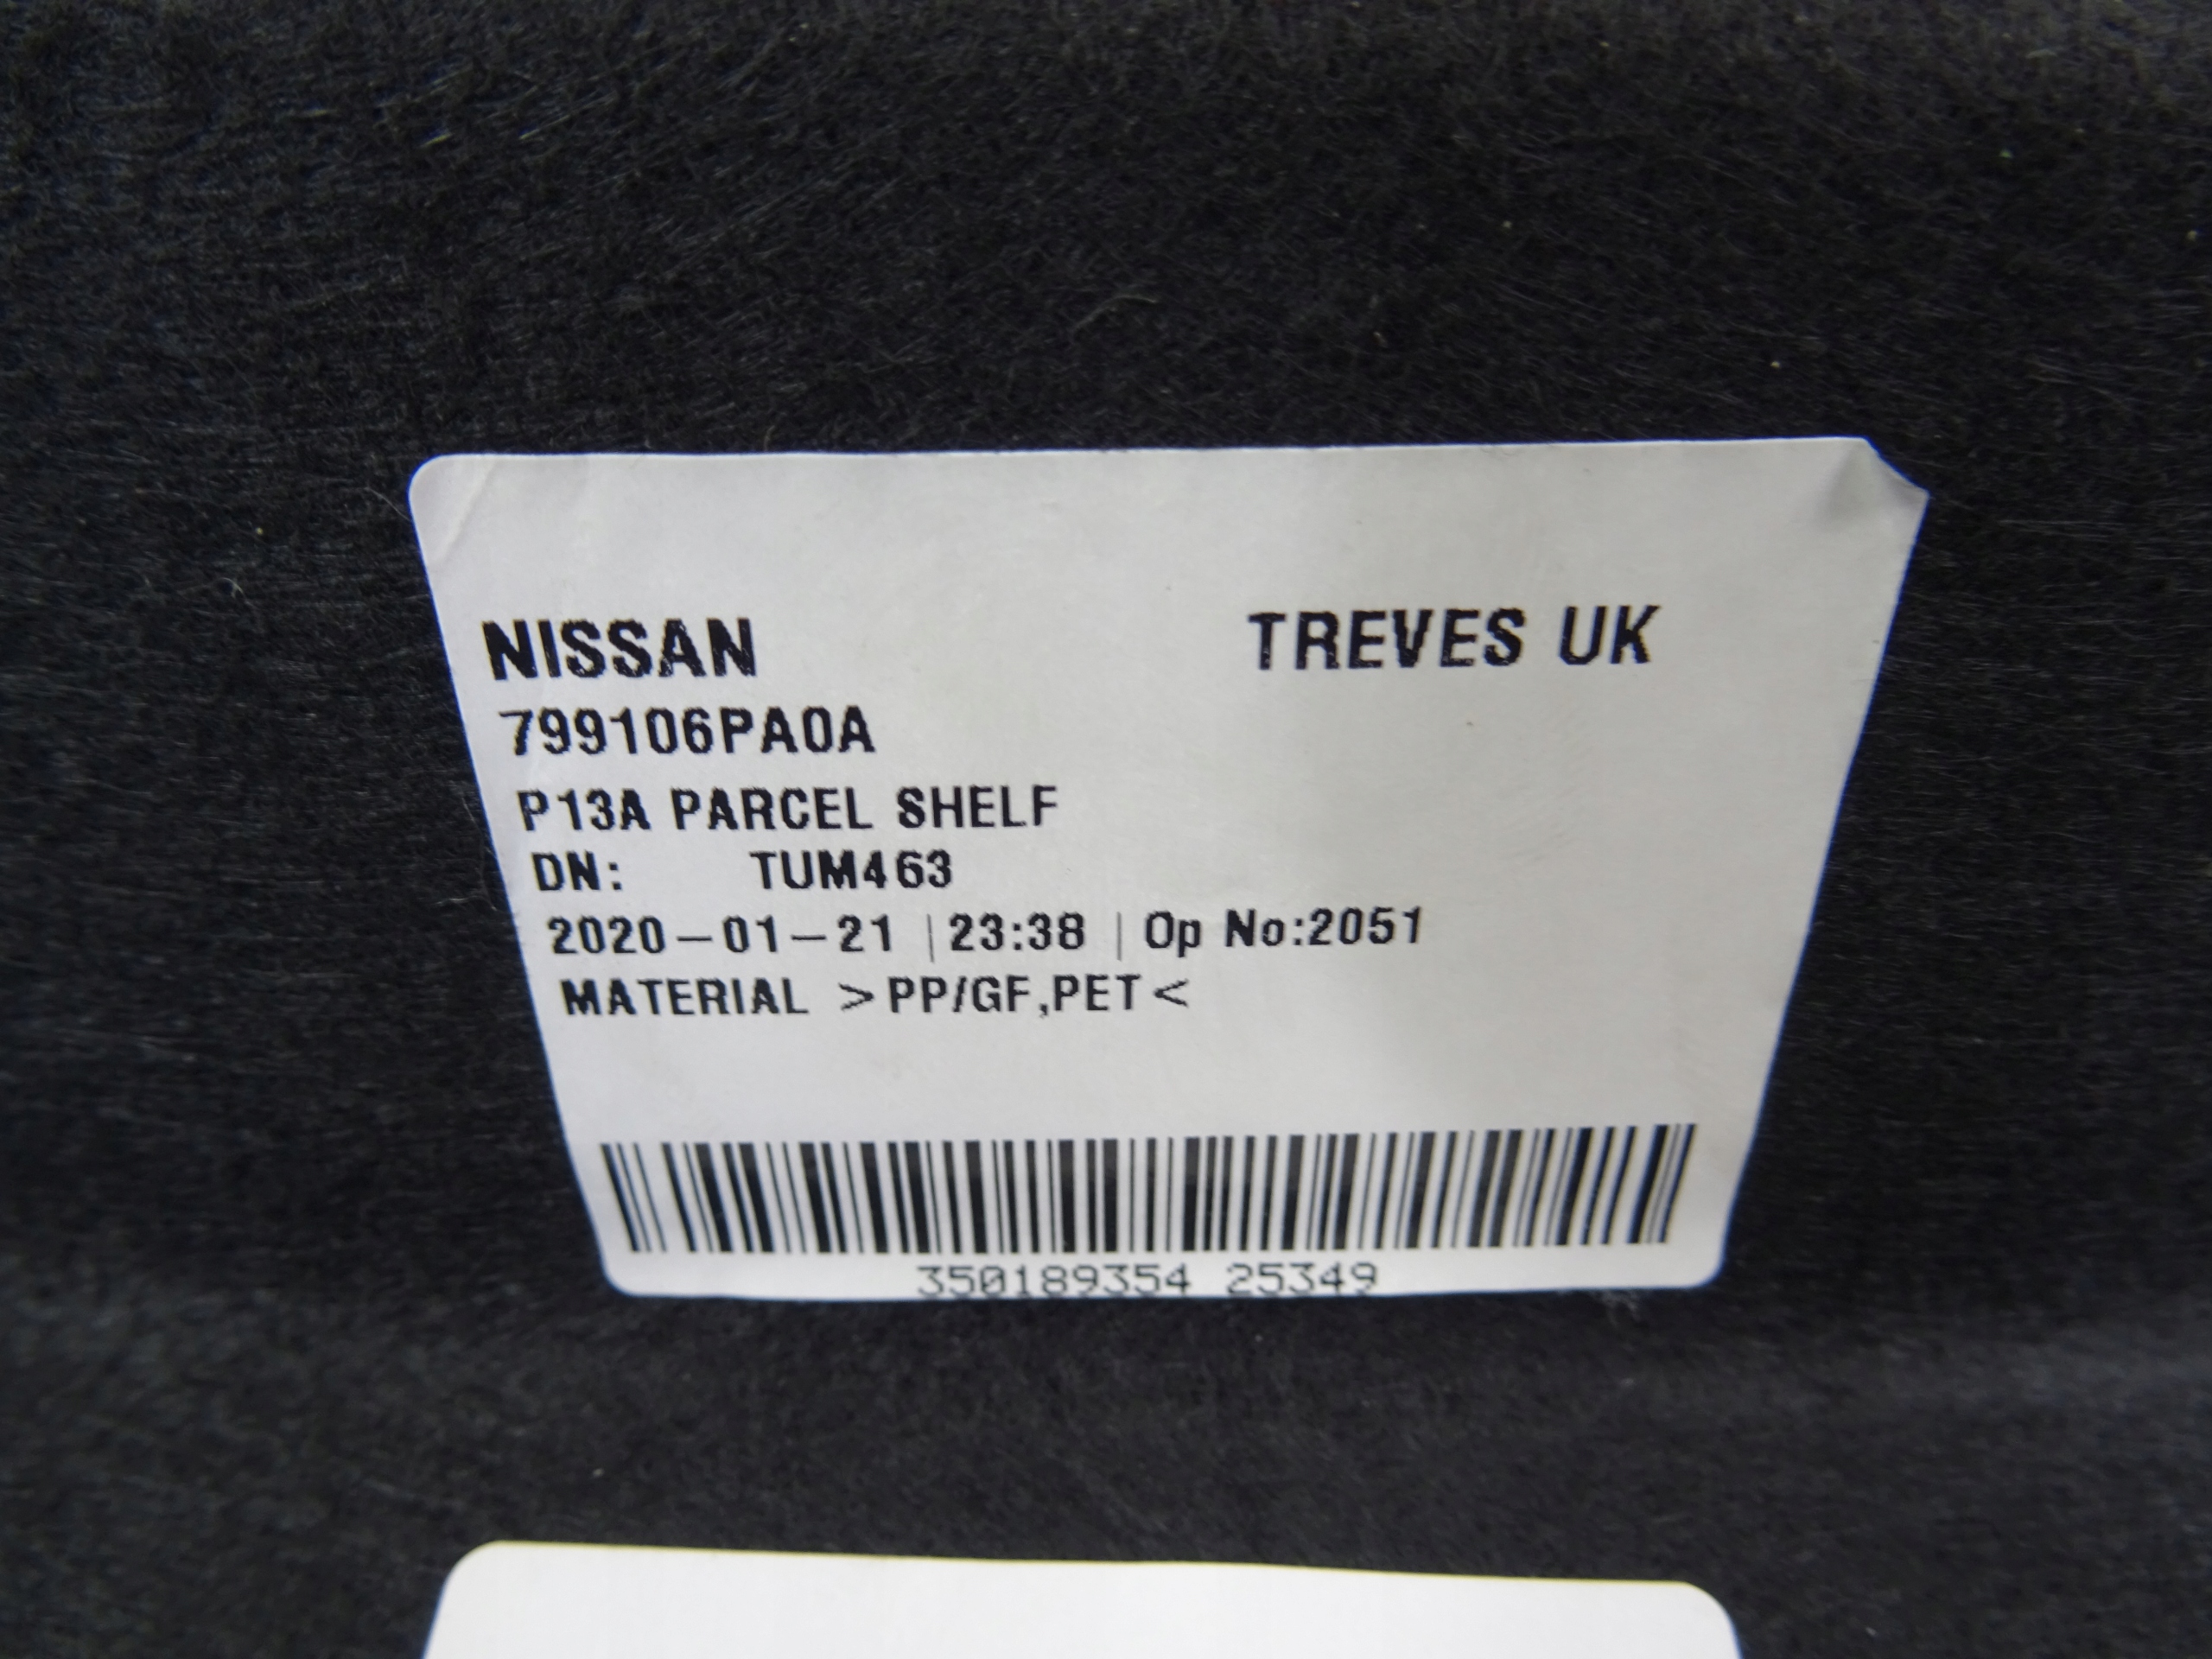 NISSAN TREVES UK
799106PA0A
P13A PARCEL SHELF
DN: TUM463
2020-01-21 |23:38 | Op No:2051
MATERIAL >PP/GF,PET<
350189354 25349